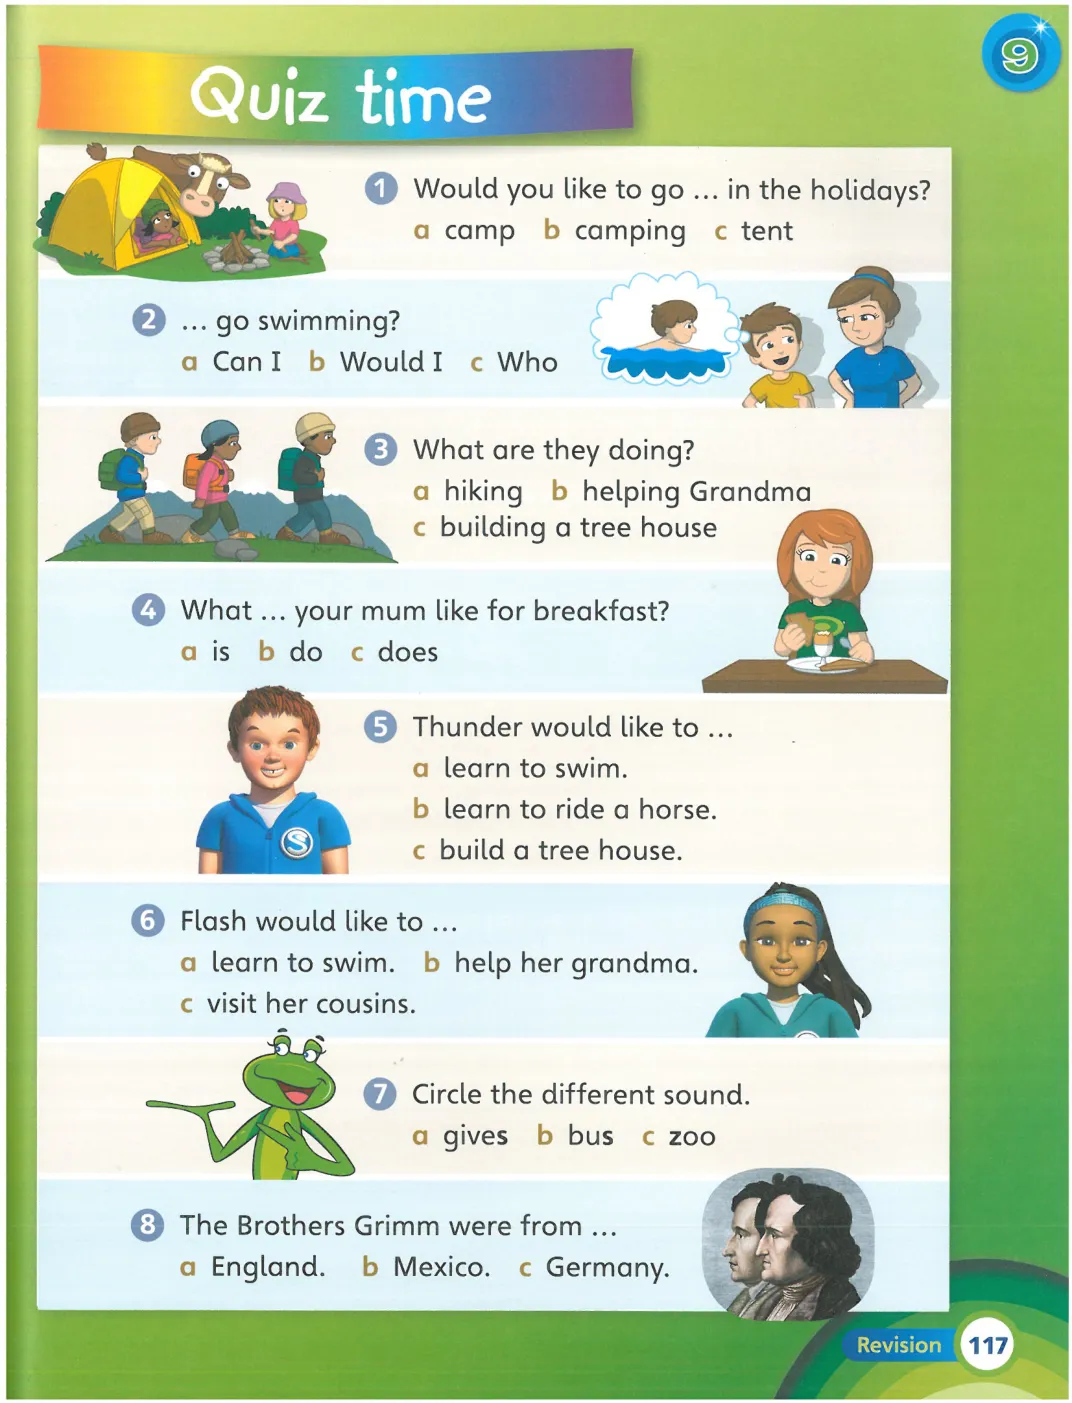 9
Quiz time
1 Would you like to go ... in the holidays?
a camp b camping c tent
2 ... go swimming?
a Can I b Would I c Who
3 What are they doing?
a hiking b helping Grandma
c building a tree house
4 What ... your mum like for breakfast?
a is b do c does
5 Thunder would like to ...
a learn to swim.
b learn to ride a horse.
c build a tree house.
S
6 Flash would like to ...
a learn to swim. b help her grandma.
c visit her cousins.
7 Circle the different sound.
a gives b bus c zoo
8 The Brothers Grimm were from ...
a England. b Mexico. c Germany.
Revision 117